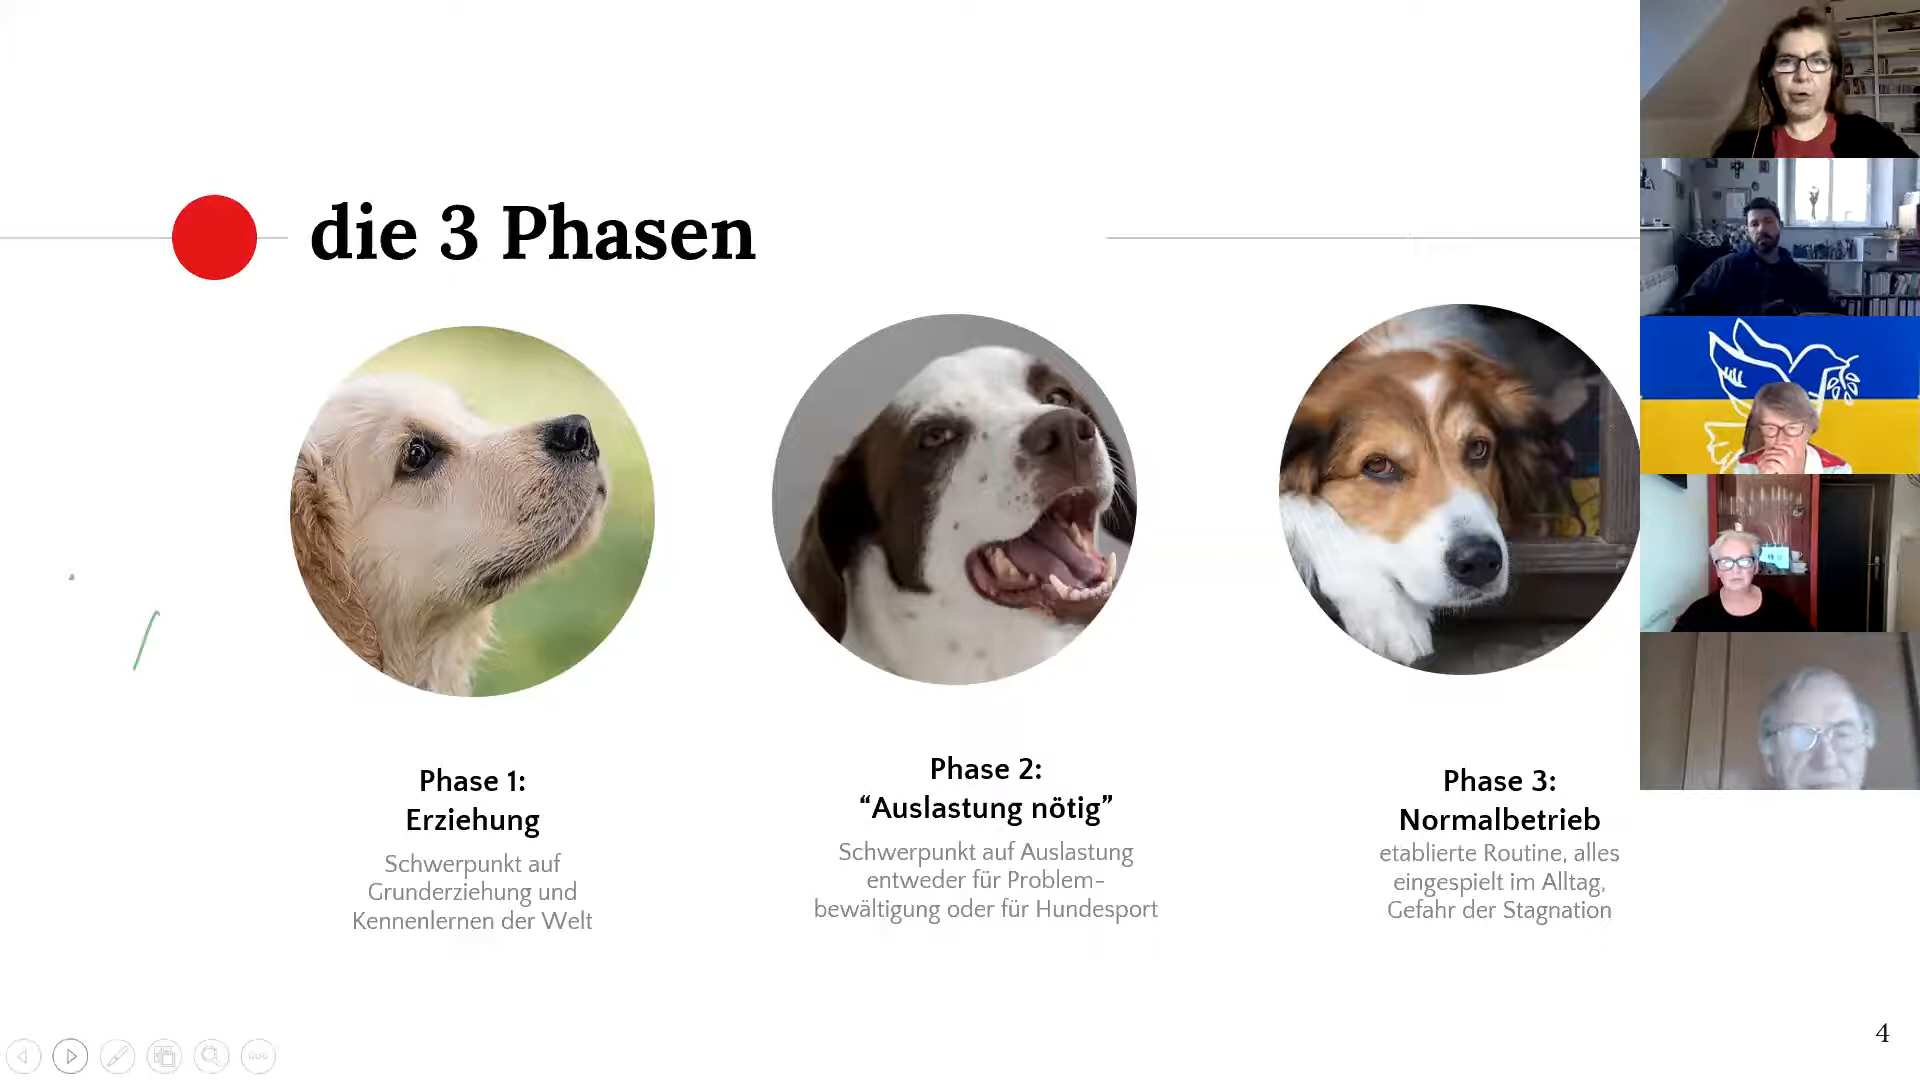 die 3 Phasen
Phase 1:
Erziehung
Schwerpunkt auf
Grunderziehung und
Kennenlernen der Welt
Phase 2:
“Auslastung nötig”
Schwerpunkt auf Auslastung
entweder für Problem-
bewältigung oder für Hundesport
Phase 3:
Normalbetrieb
etablierte Routine, alles
eingespielt im Alltag,
Gefahr der Stagnation
4